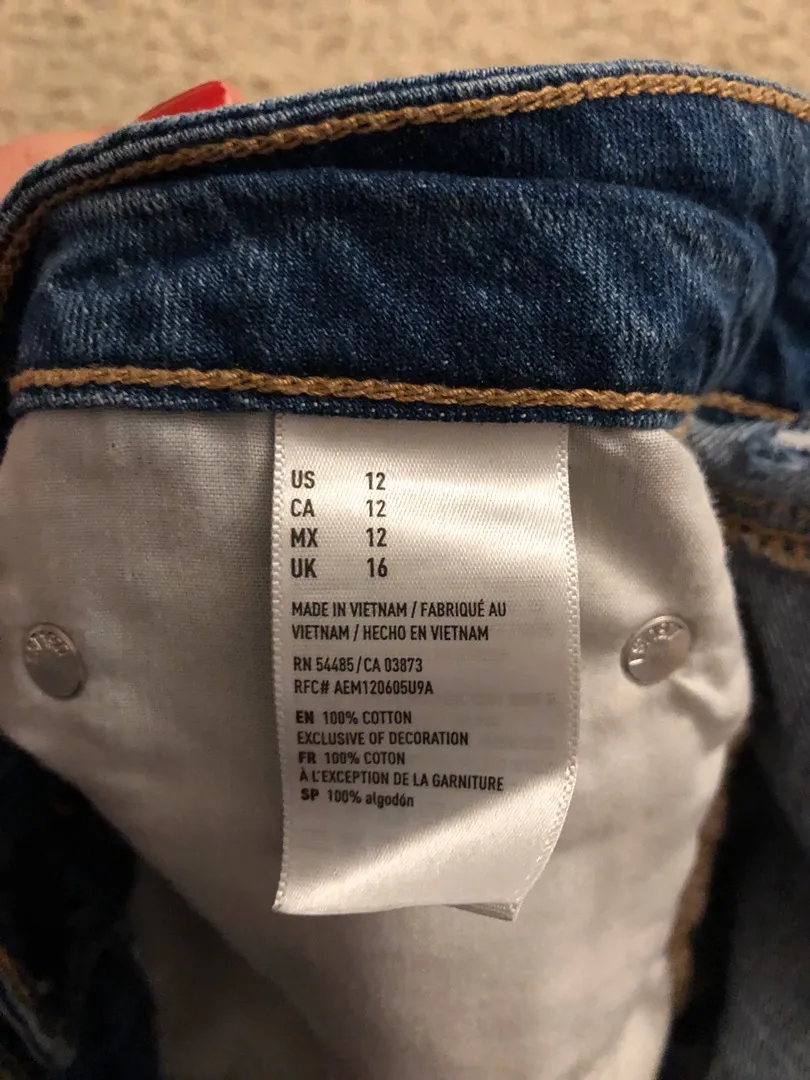 US 12
CA 12
MX 12
UK 16
MADE IN VIETNAM / FABRIQUÉ AU
VIETNAM / HECHO EN VIETNAM
RN 54485/CA 03873
RFC# AEM120605U9A
EN 100% COTTON
EXCLUSIVE OF DECORATION
FR 100% COTON
À L'EXCEPTION DE LA GARNITURE
SP 100% algodón